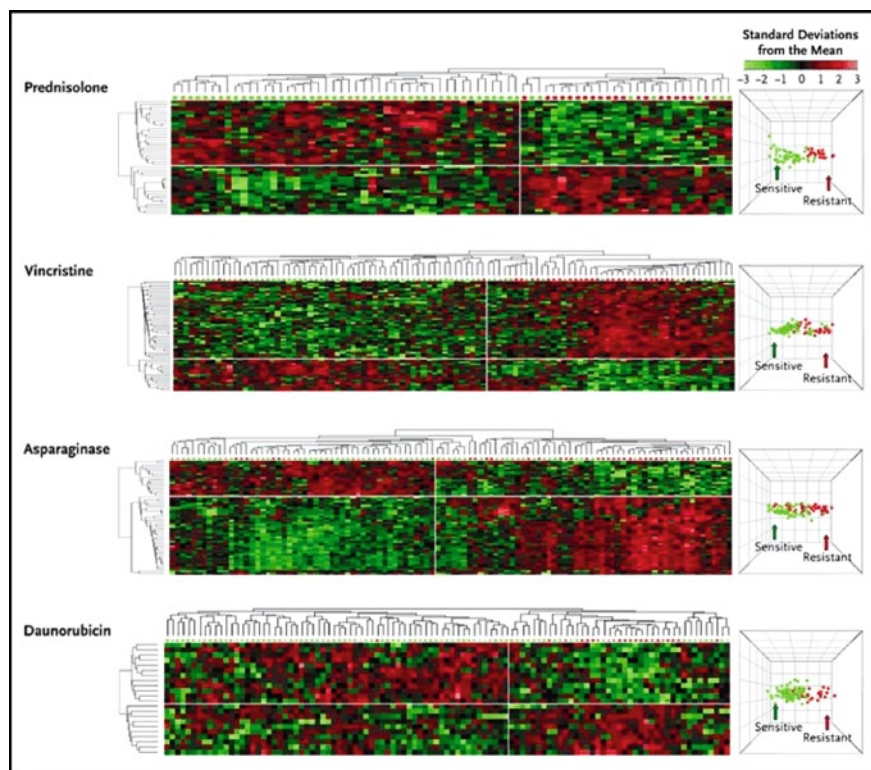 Standard Deviations
from the Mean
−3 −2 −1 0 1 2 3
Prednisolone
Sensitive
Resistant
Vincristine
Sensitive
Resistant
Asparaginase
Sensitive
Resistant
Daunorubicin
Sensitive
Resistant